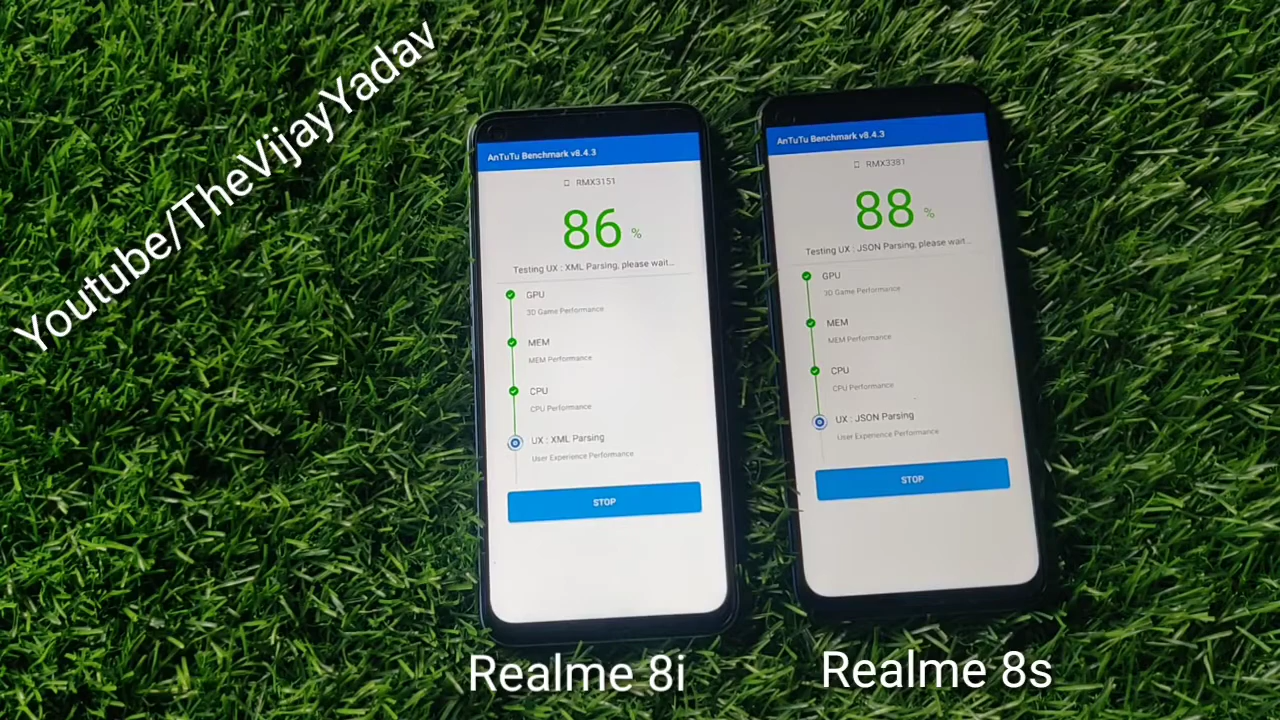 Youtube/TheVijayYadav
AnTuTu Benchmark v8.4.3
RMX3151
86 %
Testing UX : XML Parsing, please wait...
GPU
3D Game Performance
MEM
MEM Performance
CPU
CPU Performance
UX : XML Parsing
User Experience Performance
STOP
Realme 8i
AnTuTu Benchmark v8.4.3
RMX3381
88 %
Testing UX : JSON Parsing, please wait...
GPU
3D Game Performance
MEM
MEM Performance
CPU
CPU Performance
UX : JSON Parsing
User Experience Performance
STOP
Realme 8s